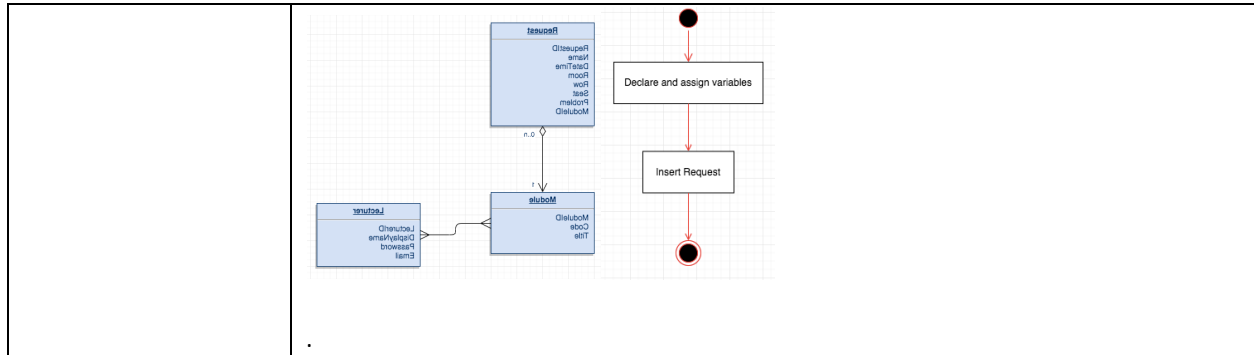 Request
RequestID
Name
DateTime
Room
Row
Seat
Problem
ModuleID
0..n
1
Module
ModuleID
Code
Title
Lecturer
LecturerID
DisplayName
Password
Email
Declare and assign variables
Insert Request
.